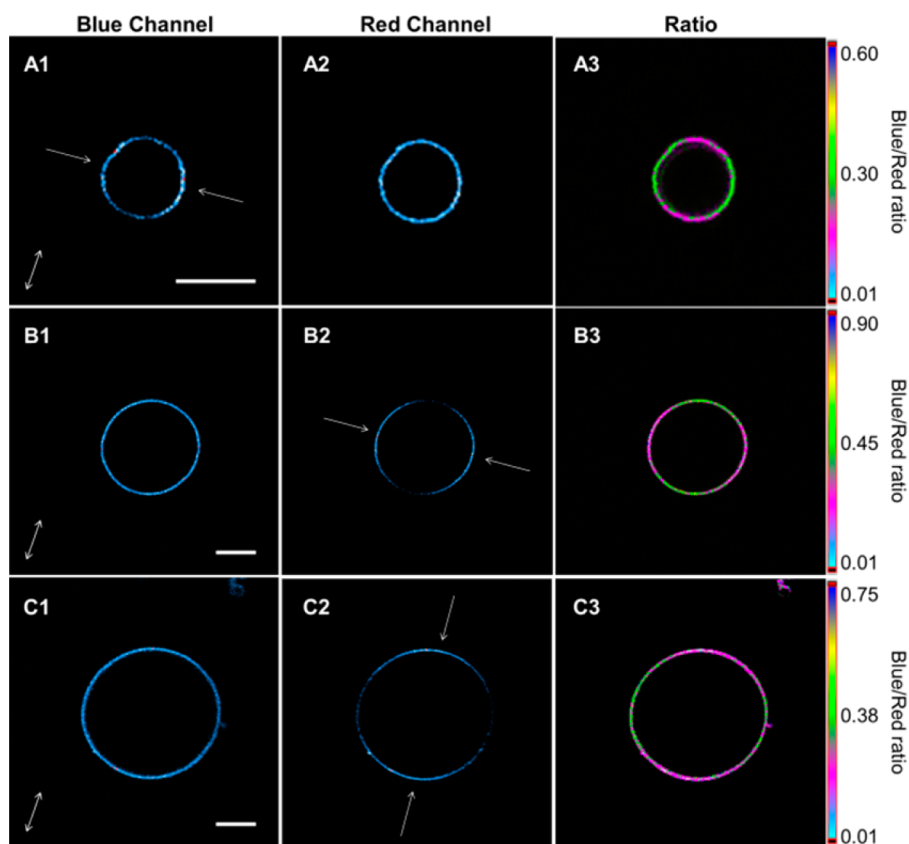 Blue Channel Red Channel Ratio
A1 A2 A3
0.60
0.30
0.01
Blue/Red ratio
B1 B2 B3
0.90
0.45
0.01
Blue/Red ratio
C1 C2 C3
0.75
0.38
0.01
Blue/Red ratio